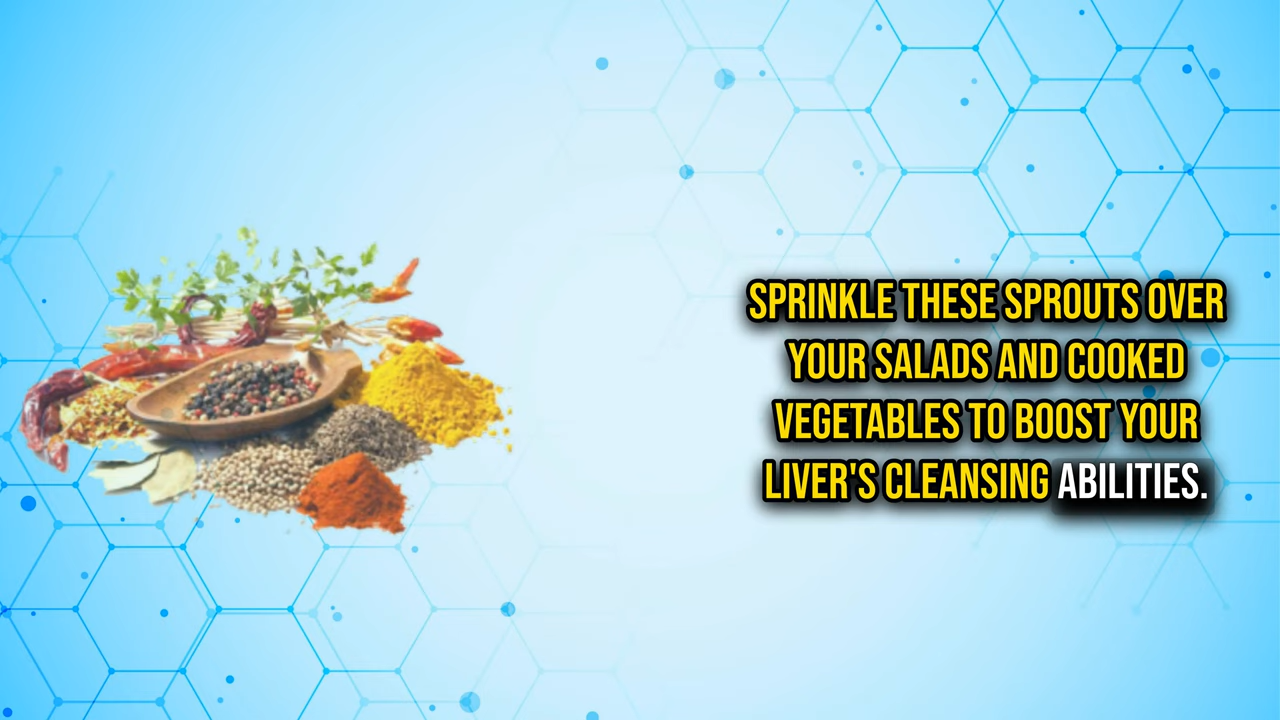 SPRINKLE THESE SPROUTS OVER
YOUR SALADS AND COOKED
VEGETABLES TO BOOST YOUR
LIVER'S CLEANSING ABILITIES.